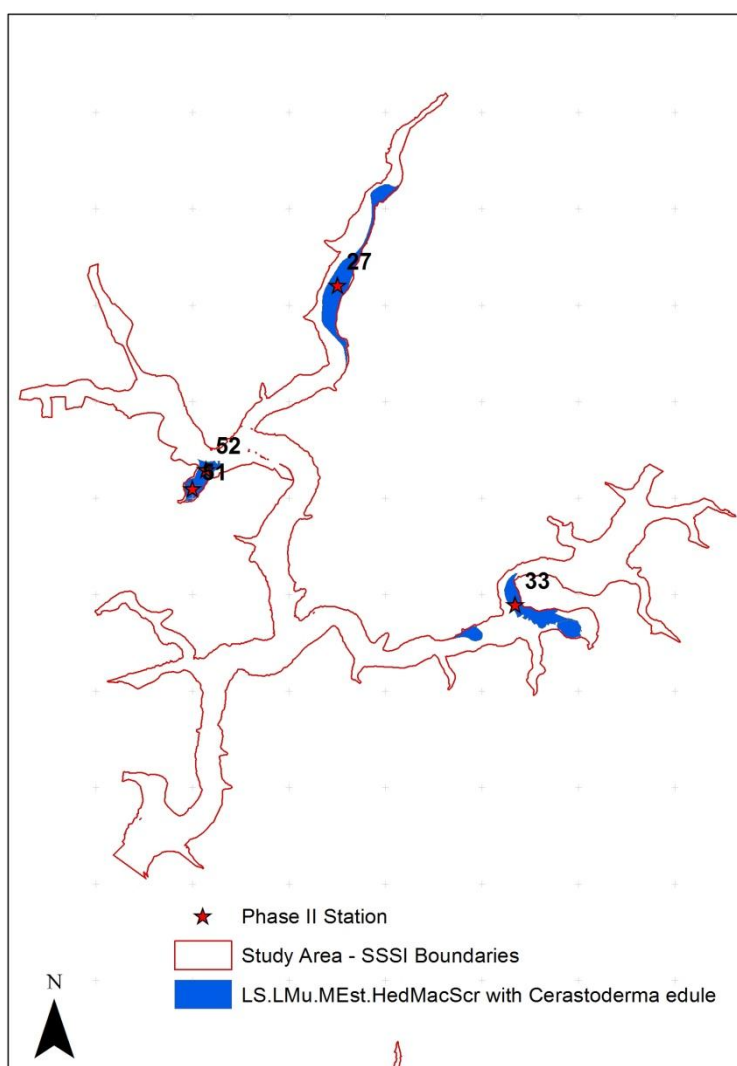 27
52
51
33
Phase II Station
Study Area - SSSI Boundaries
LS.LMu.MEst.HedMacScr with Cerastoderma edule
N